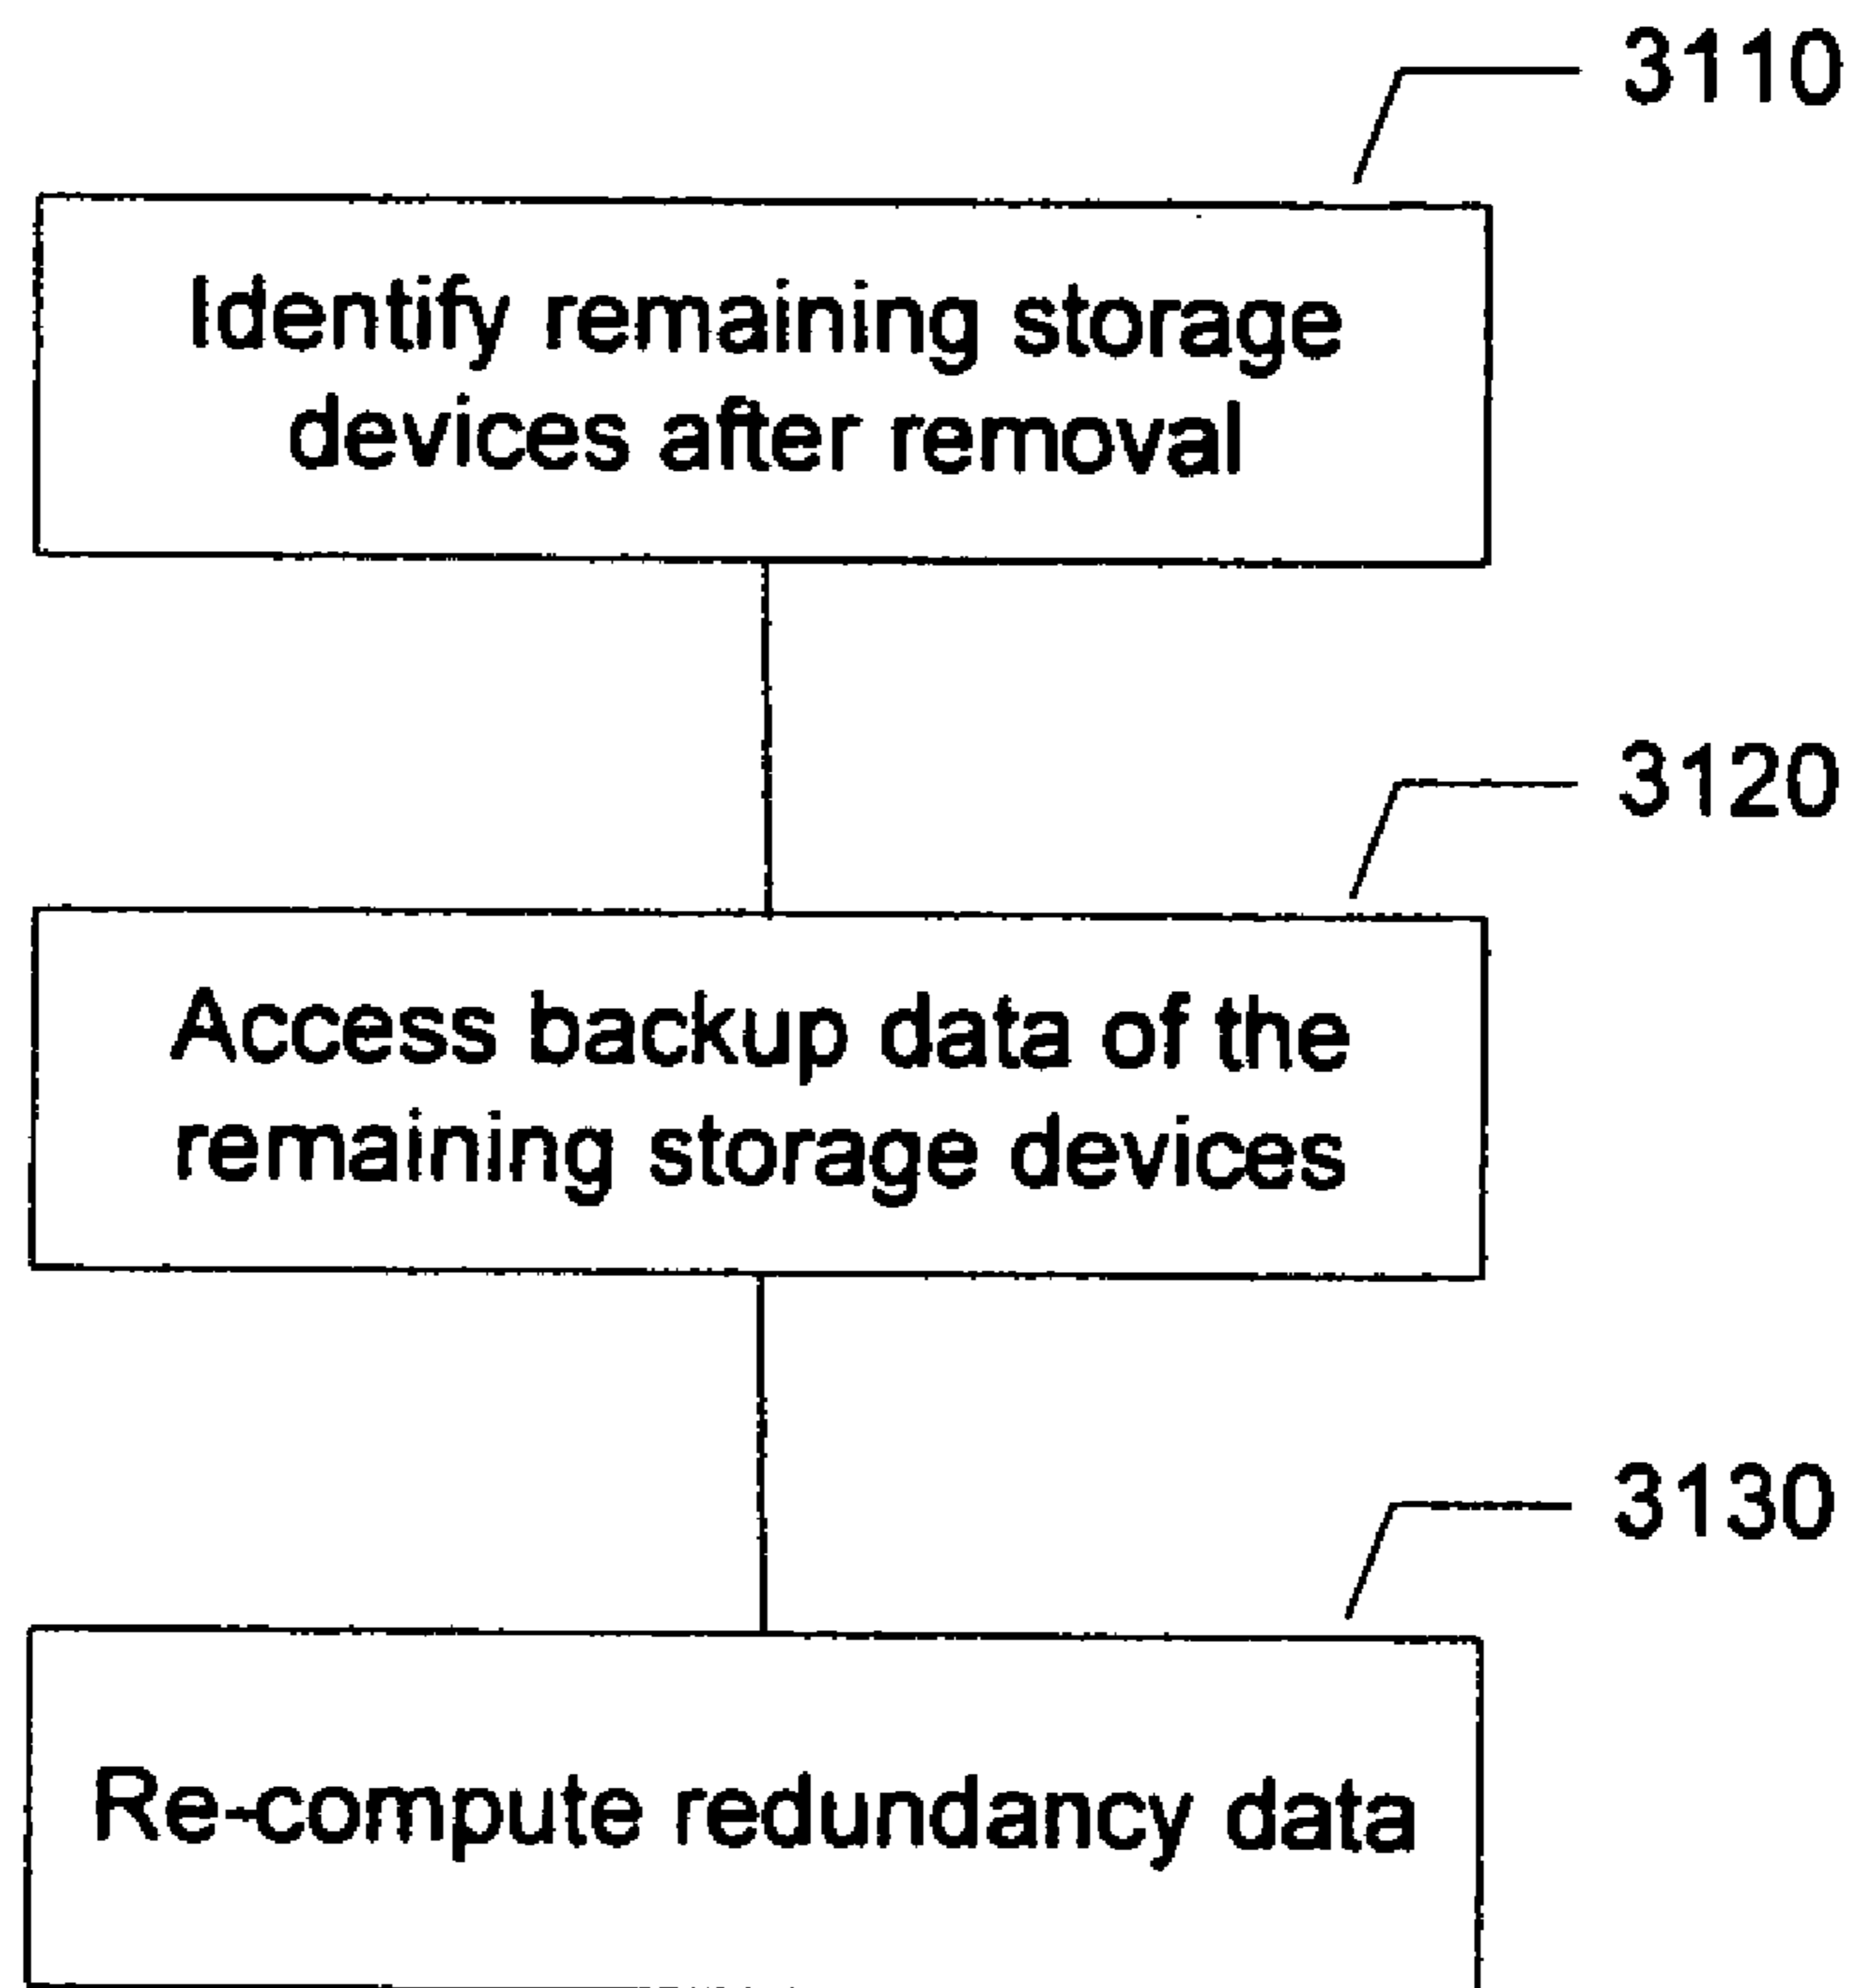 3110
Identify remaining storage
devices after removal
3120
Access backup data of the
remaining storage devices
3130
Re-compute redundancy data